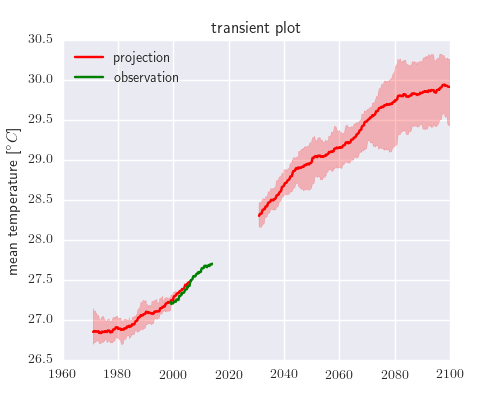 transient plot
30.5
30.0
29.5
29.0
28.5
28.0
27.5
27.0
26.5
mean temperature [°C]
projection
observation
1960 1980 2000 2020 2040 2060 2080 2100